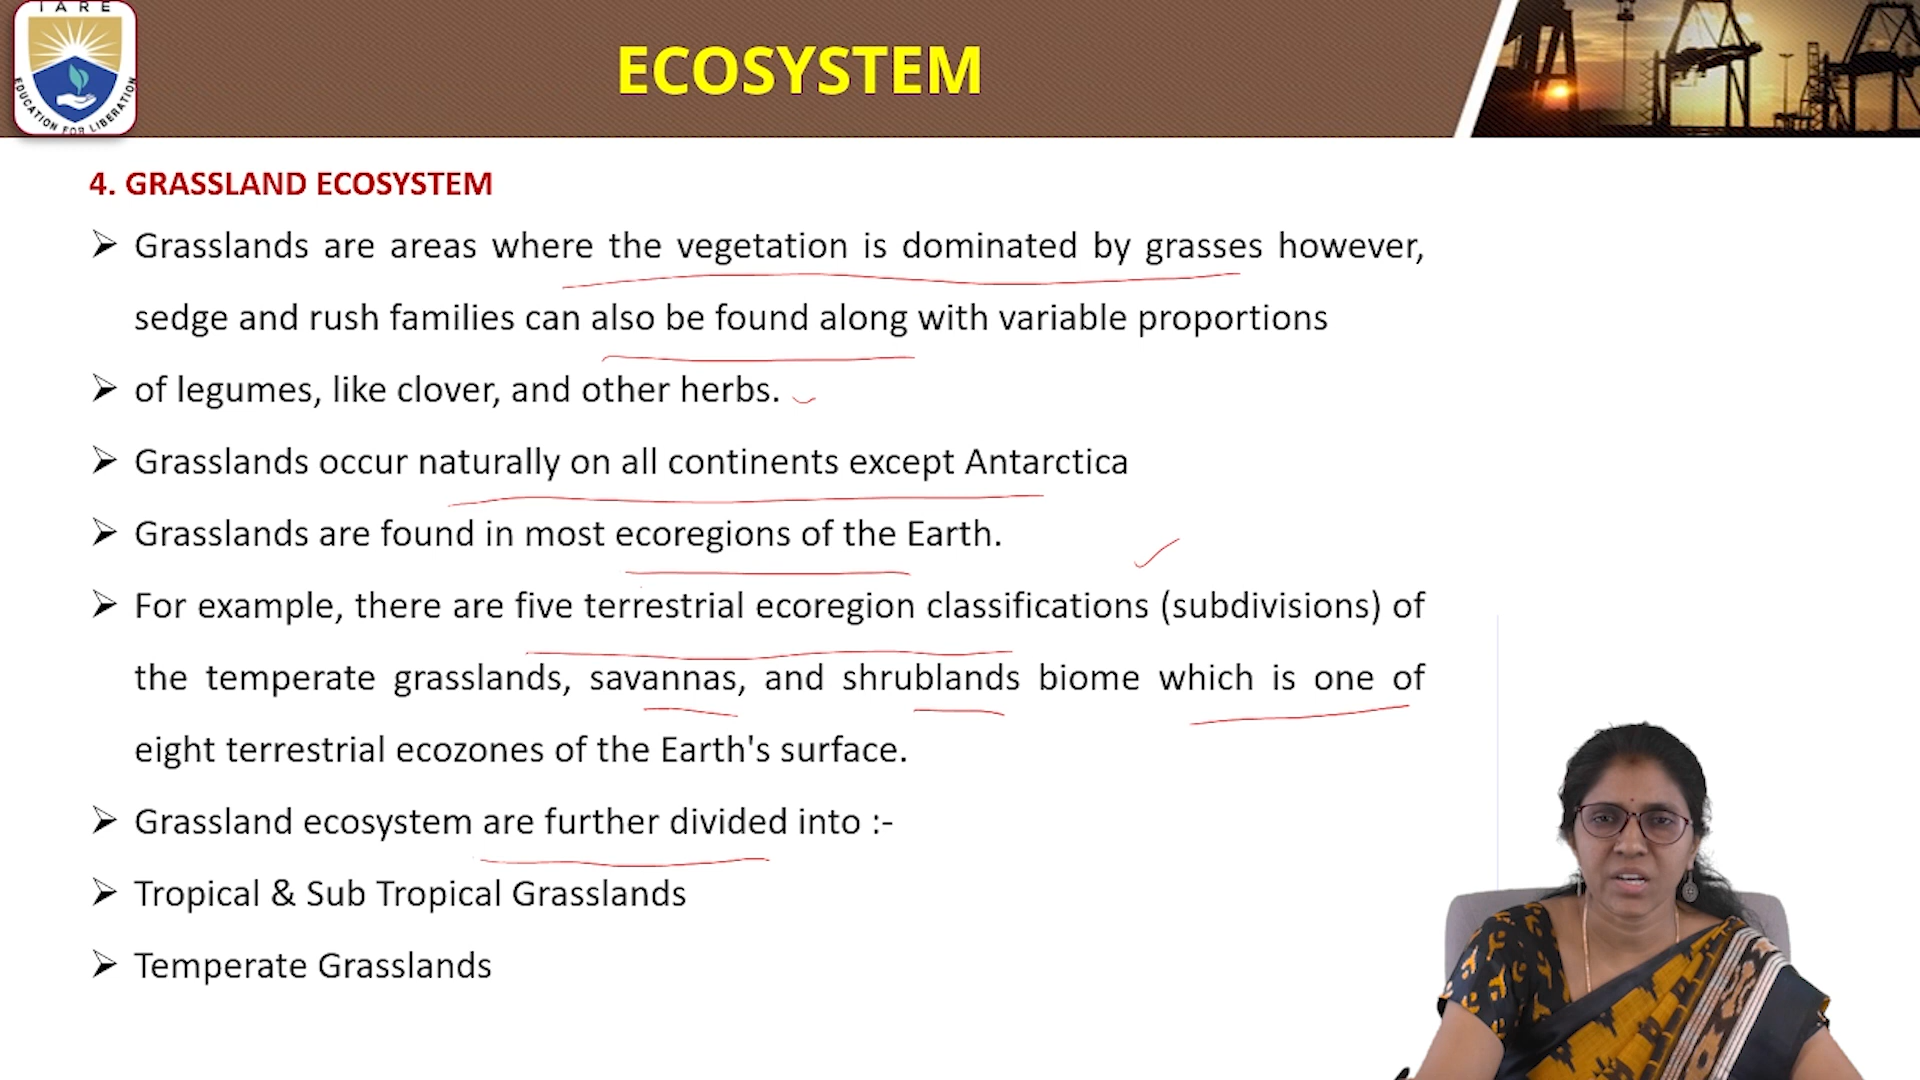 IARE
EDUCATION FOR LIBERATION
ECOSYSTEM
4. GRASSLAND ECOSYSTEM
➢ Grasslands are areas where the vegetation is dominated by grasses however,
sedge and rush families can also be found along with variable proportions
➢ of legumes, like clover, and other herbs.
➢ Grasslands occur naturally on all continents except Antarctica
➢ Grasslands are found in most ecoregions of the Earth.
➢ For example, there are five terrestrial ecoregion classifications (subdivisions) of
the temperate grasslands, savannas, and shrublands biome which is one of
eight terrestrial ecozones of the Earth's surface.
➢ Grassland ecosystem are further divided into :-
➢ Tropical & Sub Tropical Grasslands
➢ Temperate Grasslands